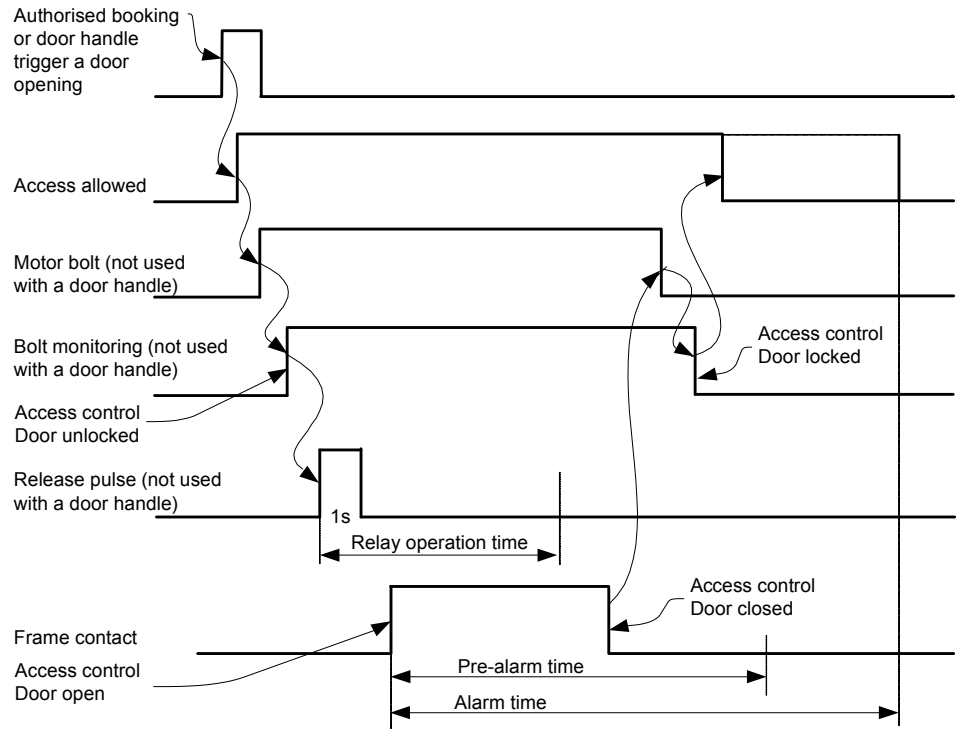 Authorised booking
or door handle
trigger a door
opening
Access allowed
Motor bolt (not used
with a door handle)
Bolt monitoring (not used
with a door handle)
Access control
Door locked
Access control
Door unlocked
Release pulse (not used
with a door handle)
1s
Relay operation time
Access control
Door closed
Frame contact
Access control
Door open
Pre-alarm time
Alarm time